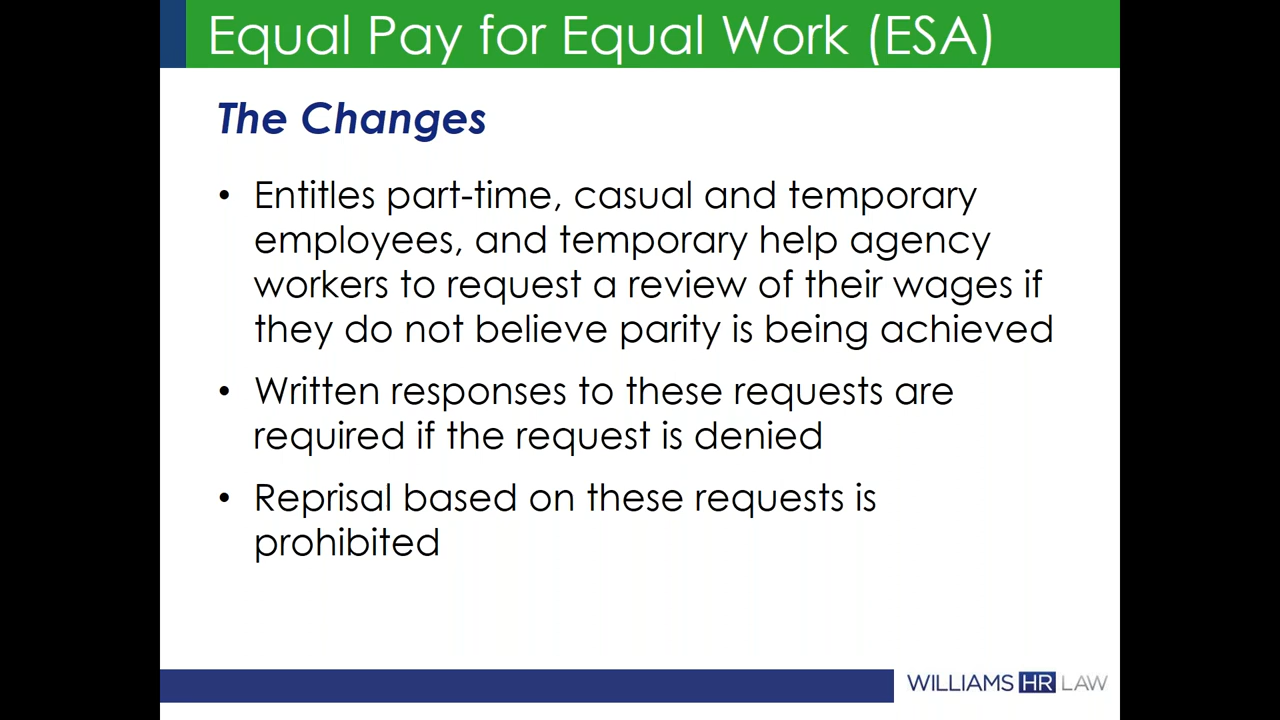 Equal Pay for Equal Work (ESA)
The Changes
• Entitles part-time, casual and temporary
employees, and temporary help agency
workers to request a review of their wages if
they do not believe parity is being achieved
• Written responses to these requests are
required if the request is denied
• Reprisal based on these requests is
prohibited
WILLIAMS HR LAW